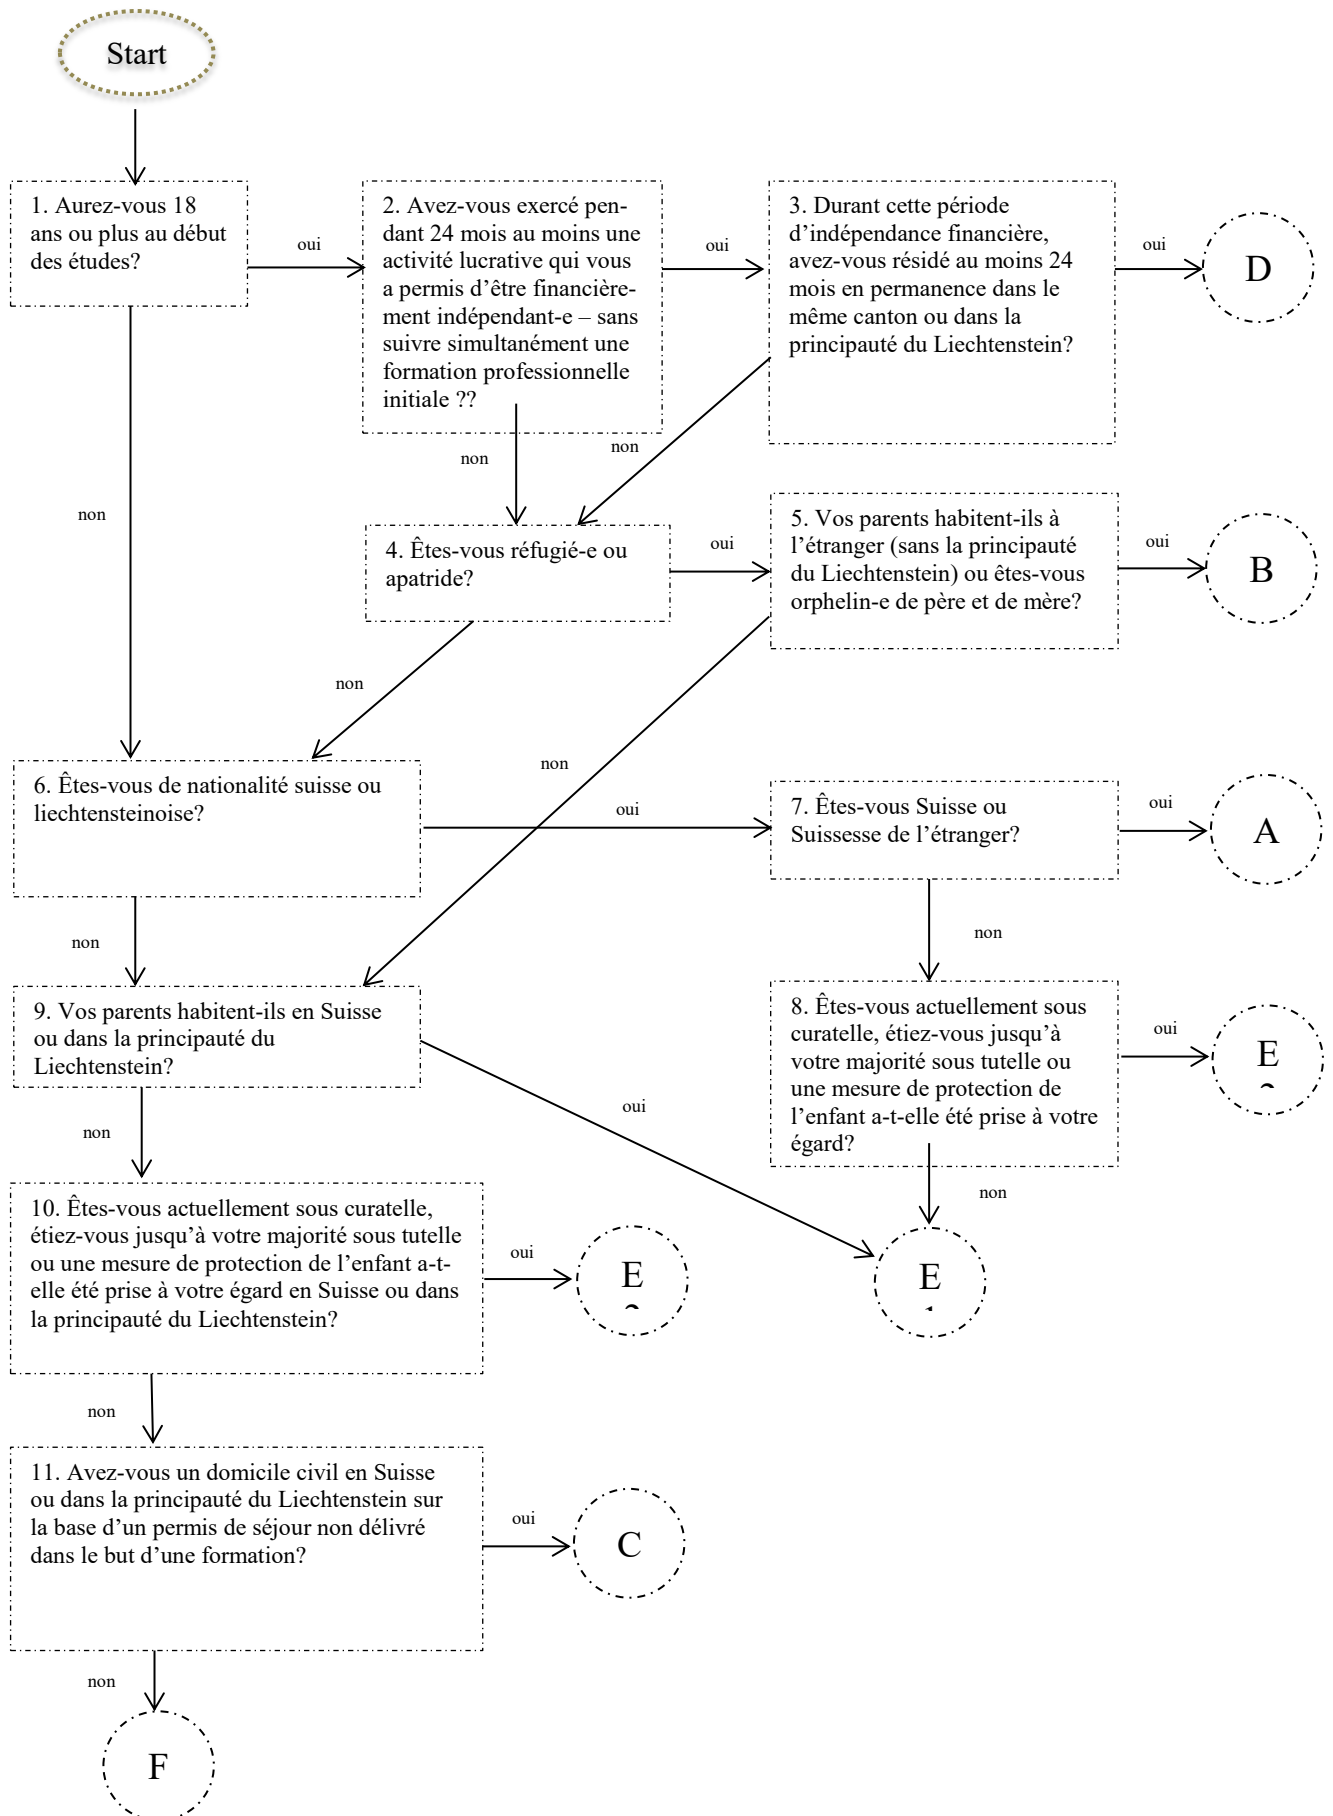 Start
1. Aurez-vous 18
ans ou plus au début
des études?
oui
2. Avez-vous exercé pen-
dant 24 mois au moins une
activité lucrative qui vous
a permis d'être financière-
ment indépendant-e – sans
suivre simultanément une
formation professionnelle
initiale ??
oui
3. Durant cette période
d'indépendance financière,
avez-vous résidé au moins 24
mois en permanence dans le
même canton ou dans la
principauté du Liechtenstein?
oui
D
non
non
non
4. Êtes-vous réfugié-e ou
apatride?
oui
5. Vos parents habitent-ils à
l'étranger (sans la principauté
du Liechtenstein) ou êtes-vous
orphelin-e de père et de mère?
oui
B
non
non
6. Êtes-vous de nationalité suisse ou
liechtensteinoise?
oui
7. Êtes-vous Suisse ou
Suissesse de l'étranger?
oui
A
non
non
9. Vos parents habitent-ils en Suisse
ou dans la principauté du
Liechtenstein?
8. Êtes-vous actuellement sous
curatelle, étiez-vous jusqu'à
votre majorité sous tutelle ou
une mesure de protection de
l'enfant a-t-elle été prise à votre
égard?
oui
E
oui
non
non
10. Êtes-vous actuellement sous curatelle,
étiez-vous jusqu'à votre majorité sous tutelle
ou une mesure de protection de l'enfant a-t-
elle été prise à votre égard en Suisse ou dans
la principauté du Liechtenstein?
oui
E
E
non
11. Avez-vous un domicile civil en Suisse
ou dans la principauté du Liechtenstein sur
la base d'un permis de séjour non délivré
dans le but d'une formation?
oui
C
non
F